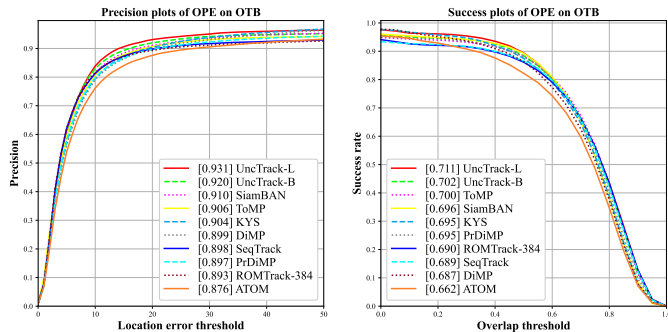 Precision plots of OPE on OTB
0.9
0.8
0.7
0.6
0.5
0.4
0.3
0.2
0.1
0.0
Precision
[0.931] UncTrack-L
[0.920] UncTrack-B
[0.910] SiamBAN
[0.906] ToMP
[0.904] KYS
[0.899] DiMP
[0.898] SeqTrack
[0.897] PrDiMP
[0.893] ROMTrack-384
[0.876] ATOM
0 10 20 30 40 50
Location error threshold
Success plots of OPE on OTB
1.0
0.9
0.8
0.7
0.6
0.5
0.4
0.3
0.2
0.1
0.0
Success rate
[0.711] UncTrack-L
[0.702] UncTrack-B
[0.700] ToMP
[0.696] SiamBAN
[0.695] KYS
[0.695] PrDiMP
[0.690] ROMTrack-384
[0.689] SeqTrack
[0.687] DiMP
[0.662] ATOM
0.0 0.2 0.4 0.6 0.8
Overlap threshold